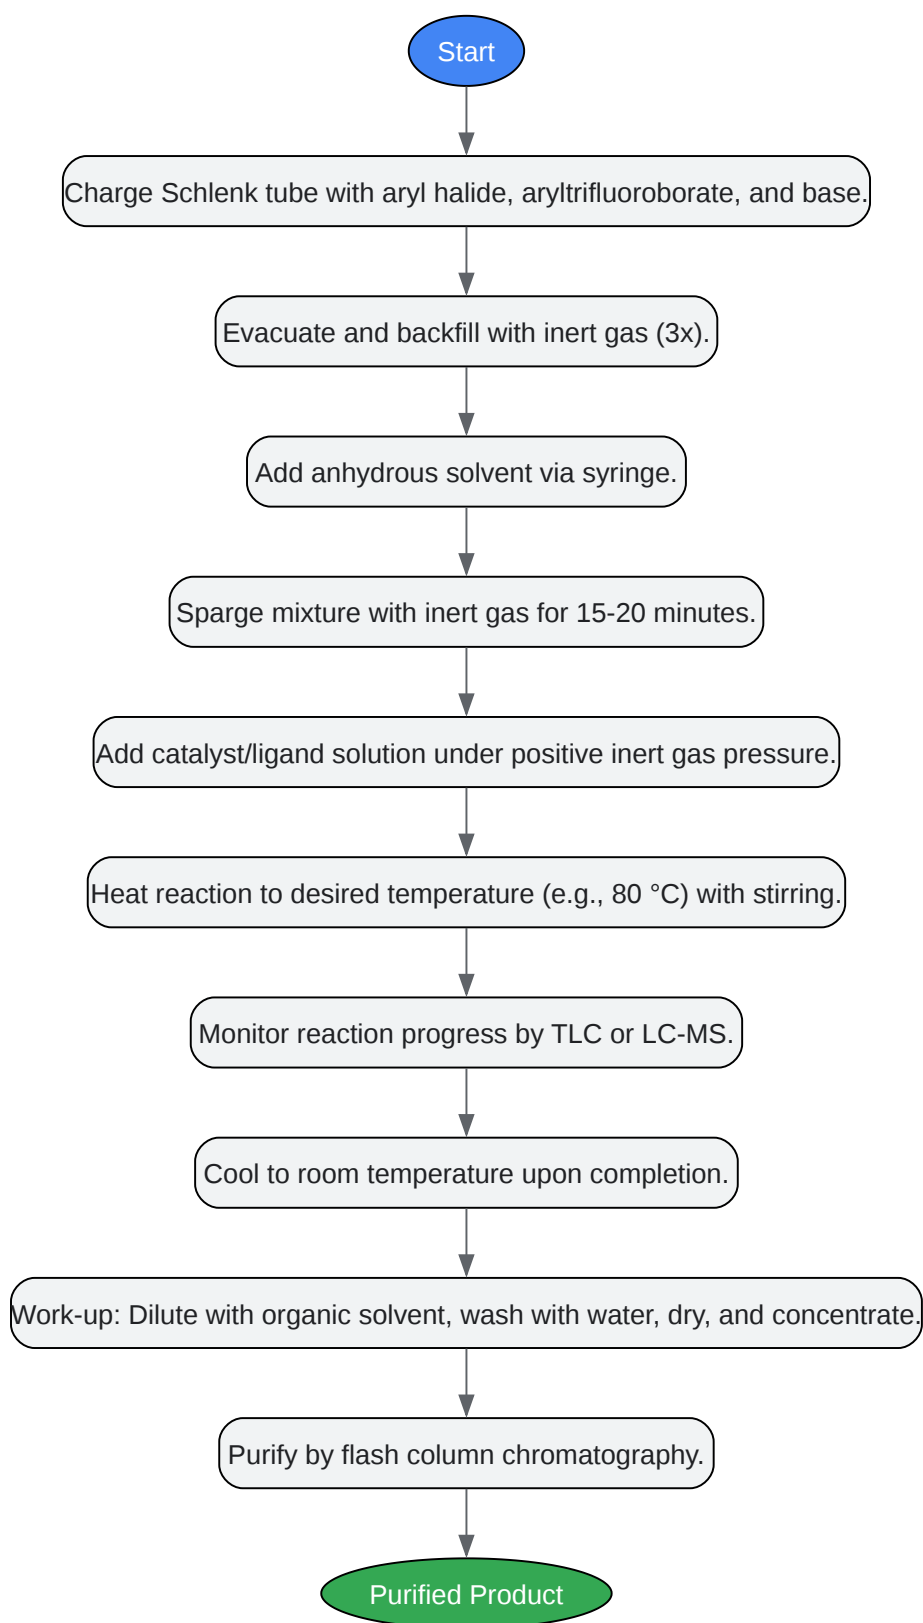 Start
Charge Schlenk tube with aryl halide, aryltrifluoroborate, and base.
Evacuate and backfill with inert gas (3x).
Add anhydrous solvent via syringe.
Sparge mixture with inert gas for 15-20 minutes.
Add catalyst/ligand solution under positive inert gas pressure.
Heat reaction to desired temperature (e.g., 80 °C) with stirring.
Monitor reaction progress by TLC or LC-MS.
Cool to room temperature upon completion.
Work-up: Dilute with organic solvent, wash with water, dry, and concentrate.
Purify by flash column chromatography.
Purified Product